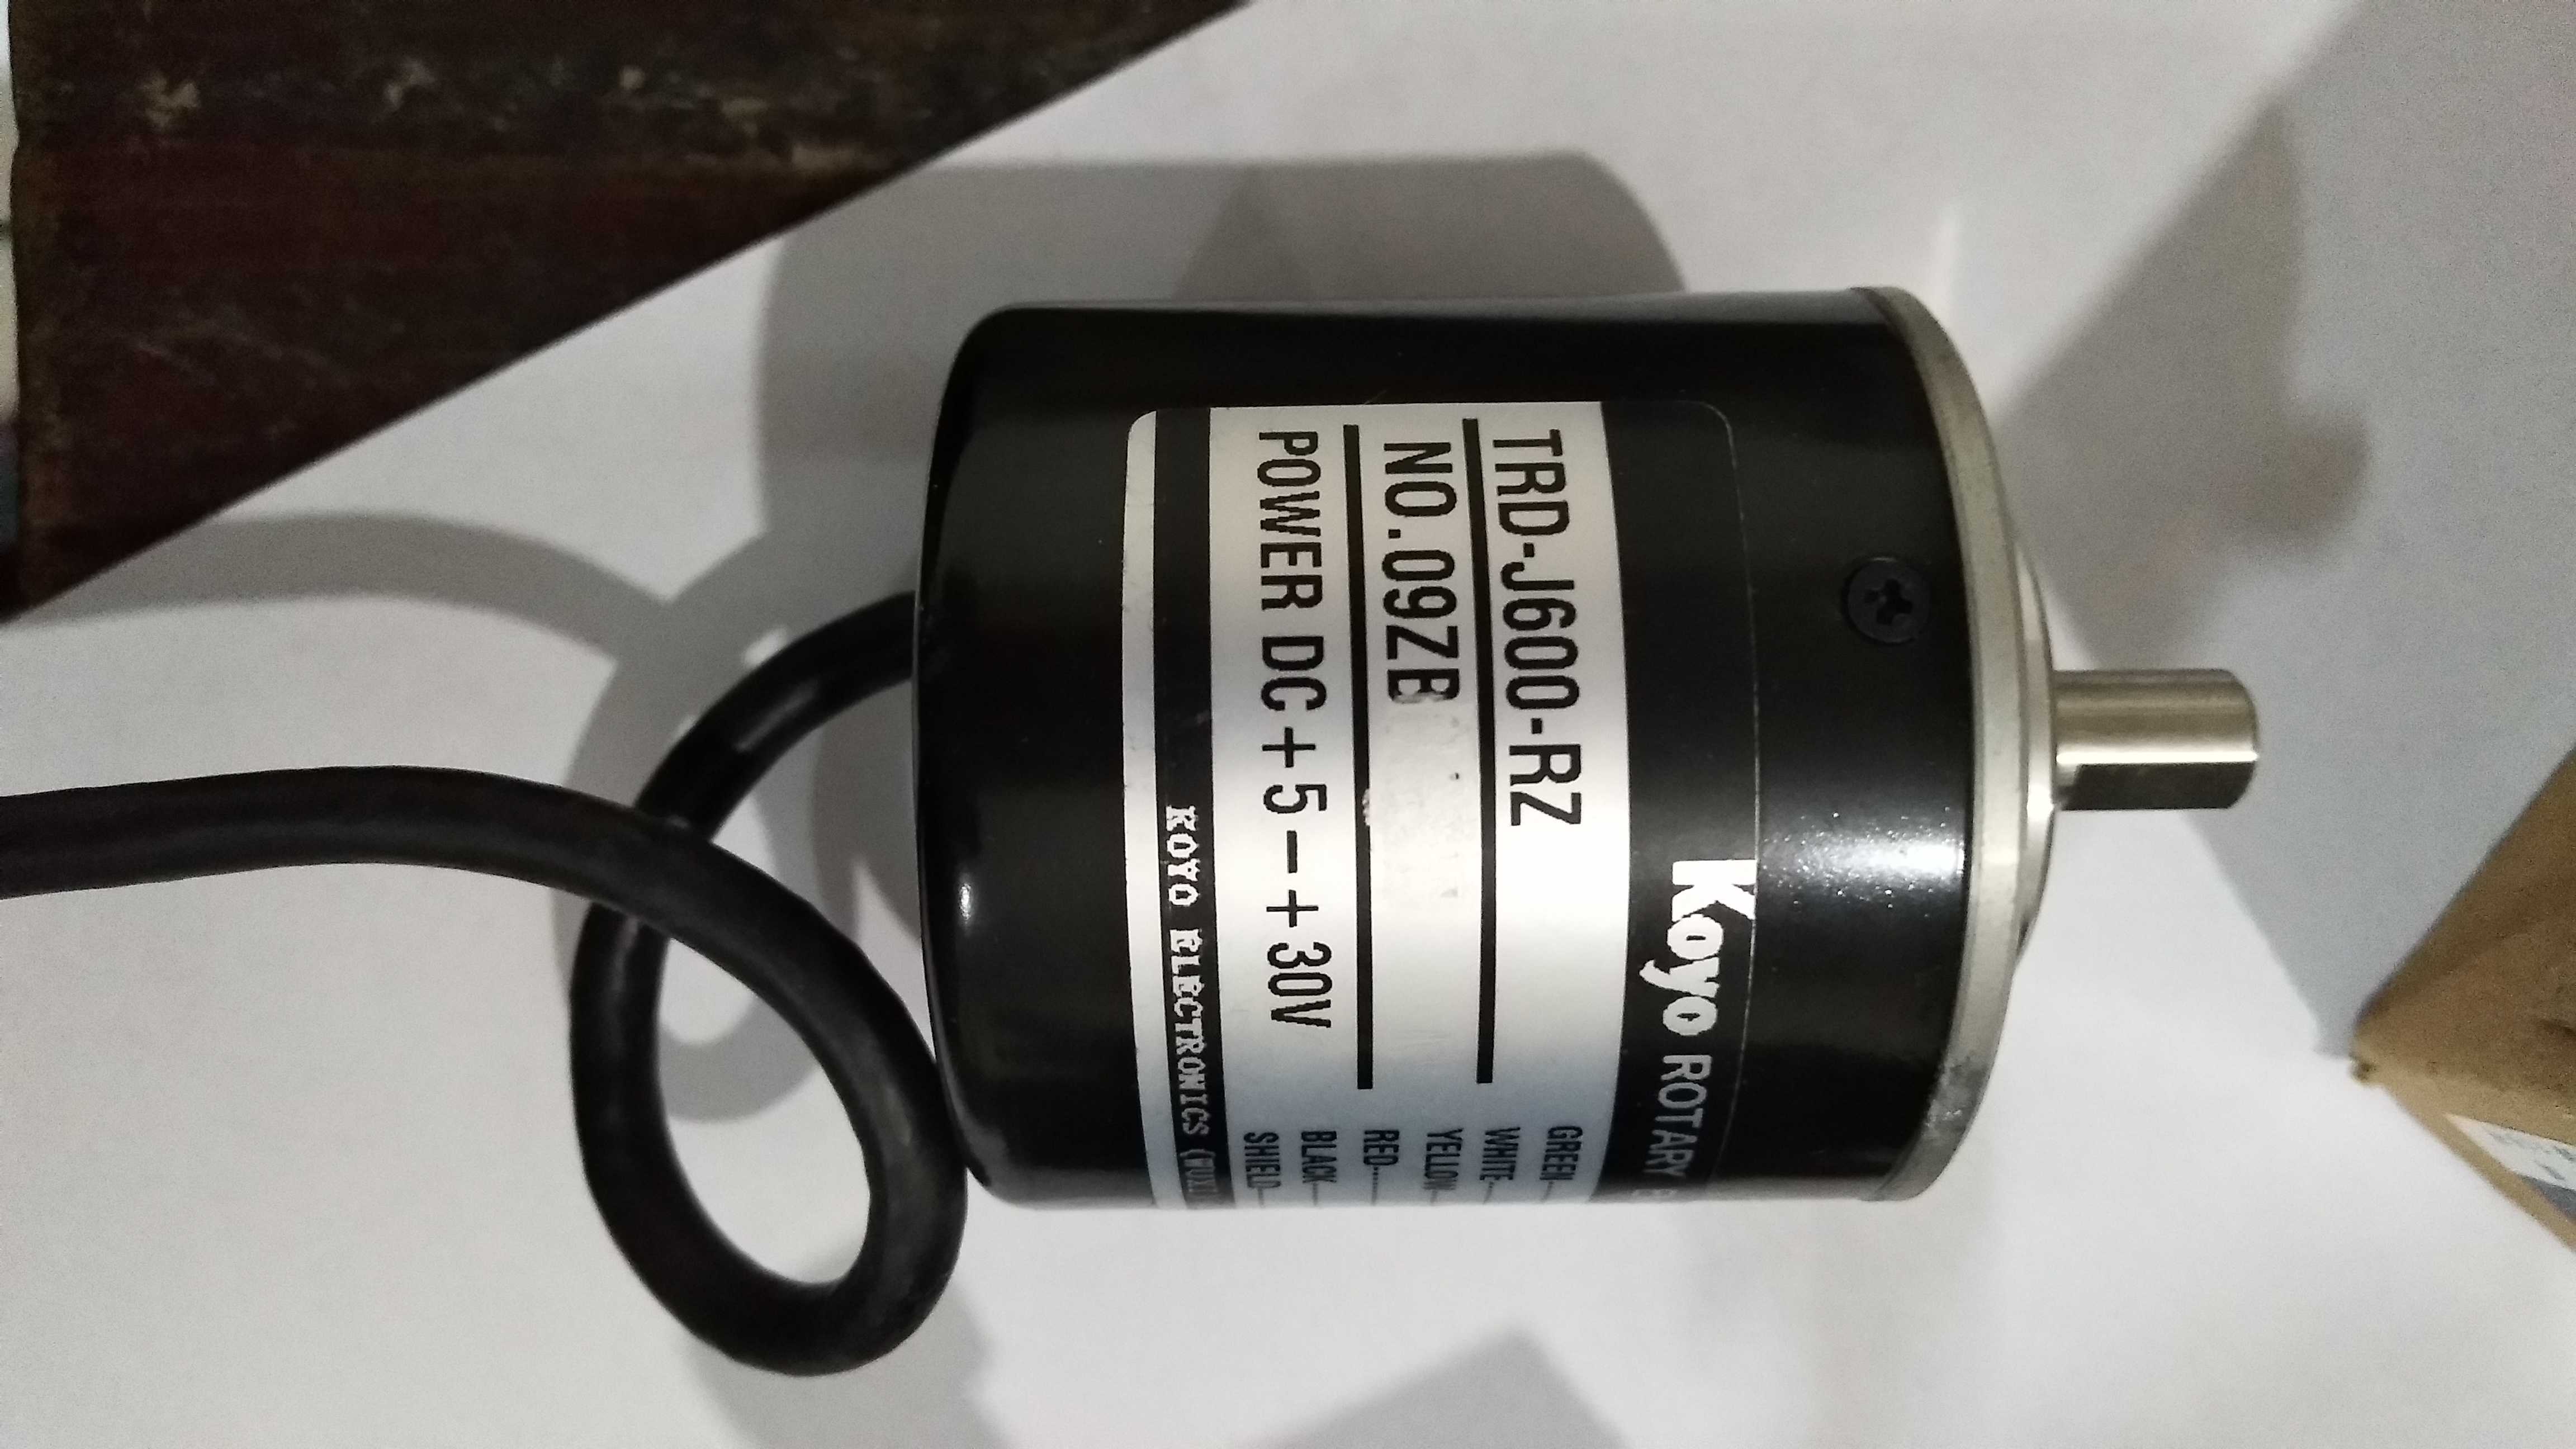 Koyo ROTARY
TRD-J600-RZ
NO.09ZB
POWER DC+5-+30V
GREEN
WHITE
YELLOW
RED
BLACK
SHIELD
KOYO ELECTRONICS